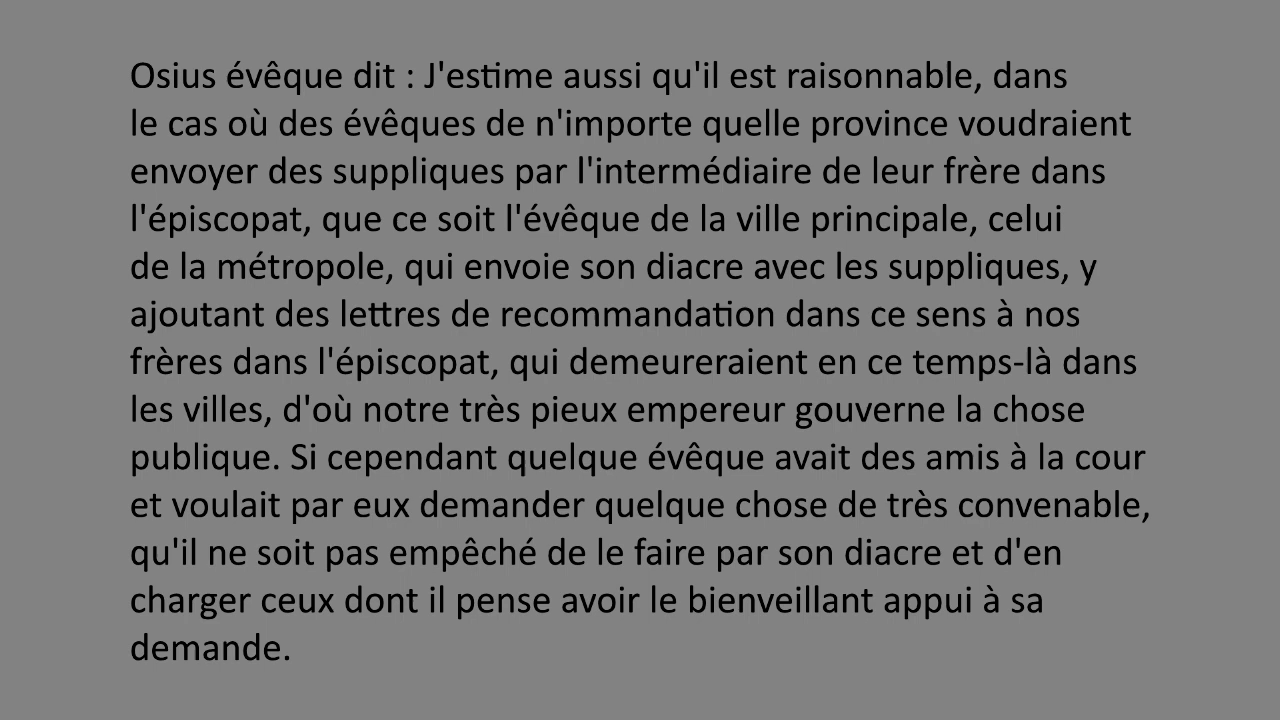 Osius évêque dit : J'estime aussi qu'il est raisonnable, dans
le cas où des évêques de n'importe quelle province voudraient
envoyer des suppliques par l'intermédiaire de leur frère dans
l'épiscopat, que ce soit l'évêque de la ville principale, celui
de la métropole, qui envoie son diacre avec les suppliques, y
ajoutant des lettres de recommandation dans ce sens à nos
frères dans l'épiscopat, qui demeureraient en ce temps-là dans
les villes, d'où notre très pieux empereur gouverne la chose
publique. Si cependant quelque évêque avait des amis à la cour
et voulait par eux demander quelque chose de très convenable,
qu'il ne soit pas empêché de le faire par son diacre et d'en
charger ceux dont il pense avoir le bienveillant appui à sa
demande.